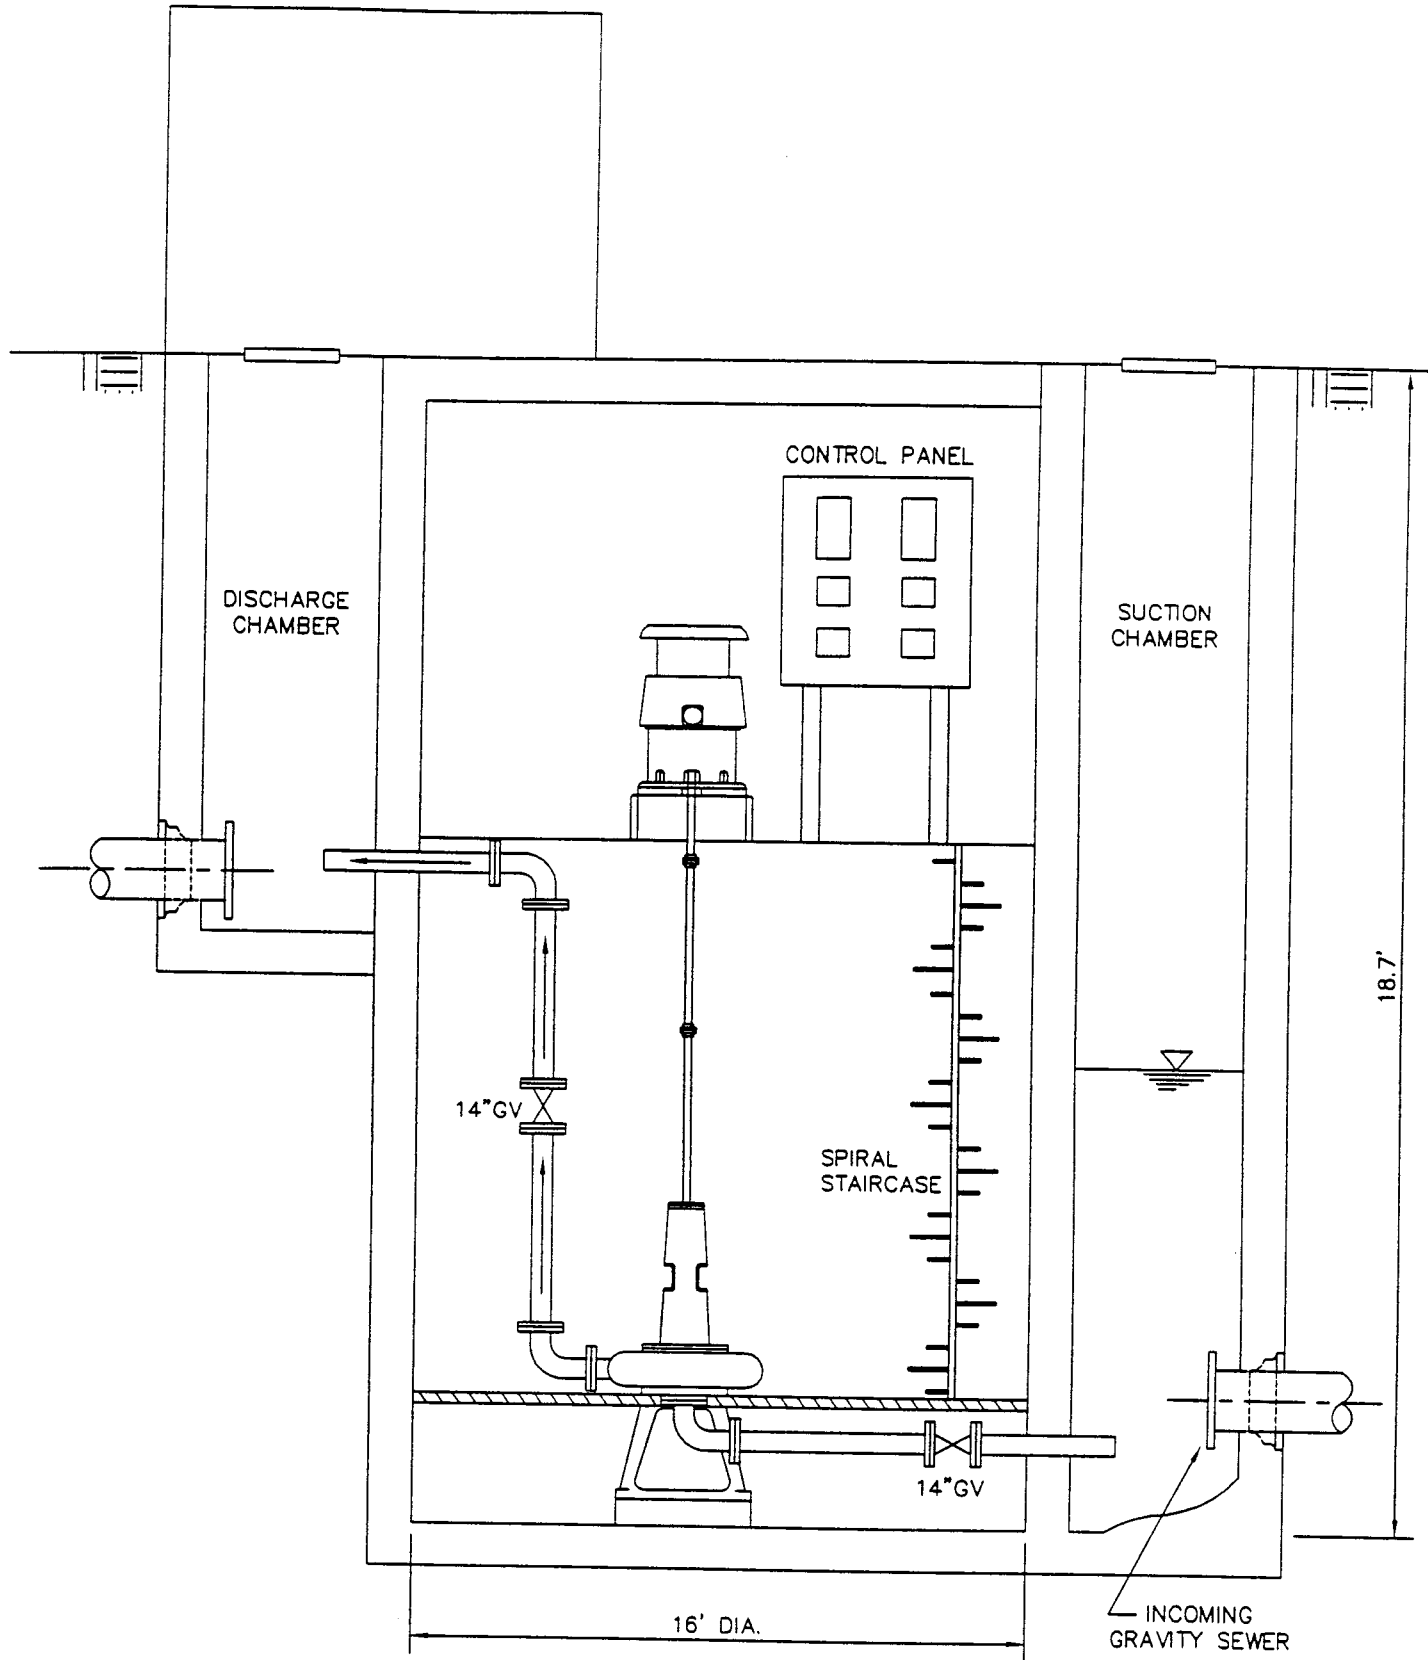 CONTROL PANEL
DISCHARGE
CHAMBER
SUCTION
CHAMBER
18.7'
14"GV
SPIRAL
STAIRCASE
14"GV
16' DIA.
INCOMING
GRAVITY SEWER